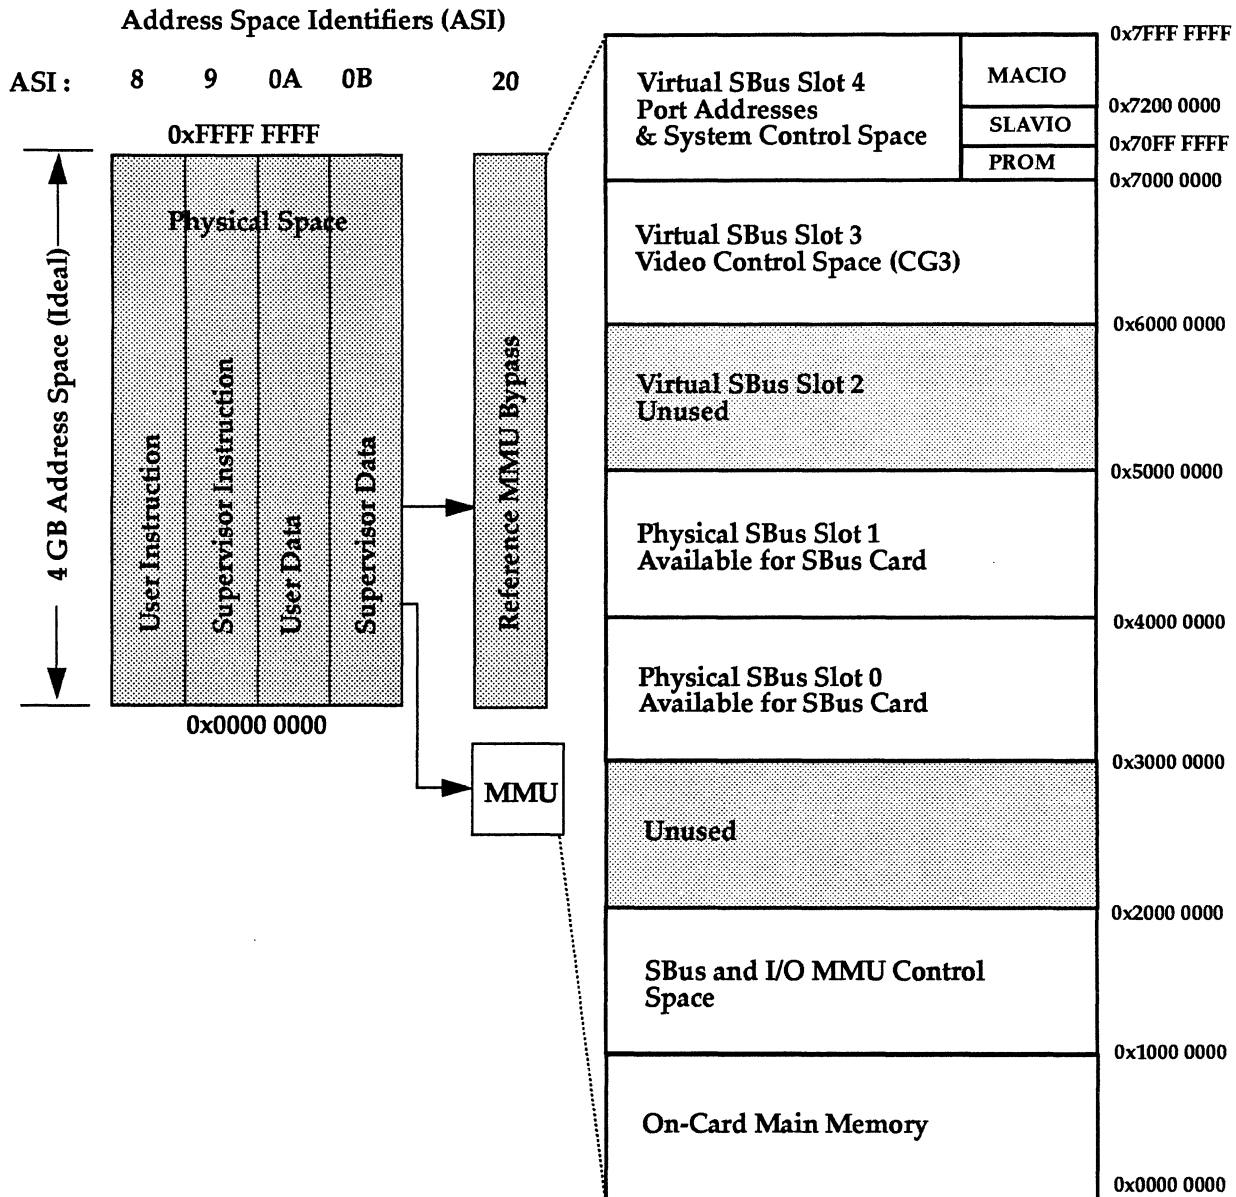 Address Space Identifiers (ASI)
ASI : 8 9 0A 0B 20
0xFFFF FFFF
Physical Space
4 GB Address Space (Ideal)
User Instruction
Supervisor Instruction
User Data
Supervisor Data
0x0000 0000
Reference MMU Bypass
MMU
0x7FFF FFFF
Virtual SBus Slot 4
Port Addresses
& System Control Space
MACIO
0x7200 0000
SLAVIO
0x70FF FFFF
PROM
0x7000 0000
Virtual SBus Slot 3
Video Control Space (CG3)
0x6000 0000
Virtual SBus Slot 2
Unused
0x5000 0000
Physical SBus Slot 1
Available for SBus Card
0x4000 0000
Physical SBus Slot 0
Available for SBus Card
0x3000 0000
Unused
0x2000 0000
SBus and I/O MMU Control
Space
0x1000 0000
On-Card Main Memory
0x0000 0000